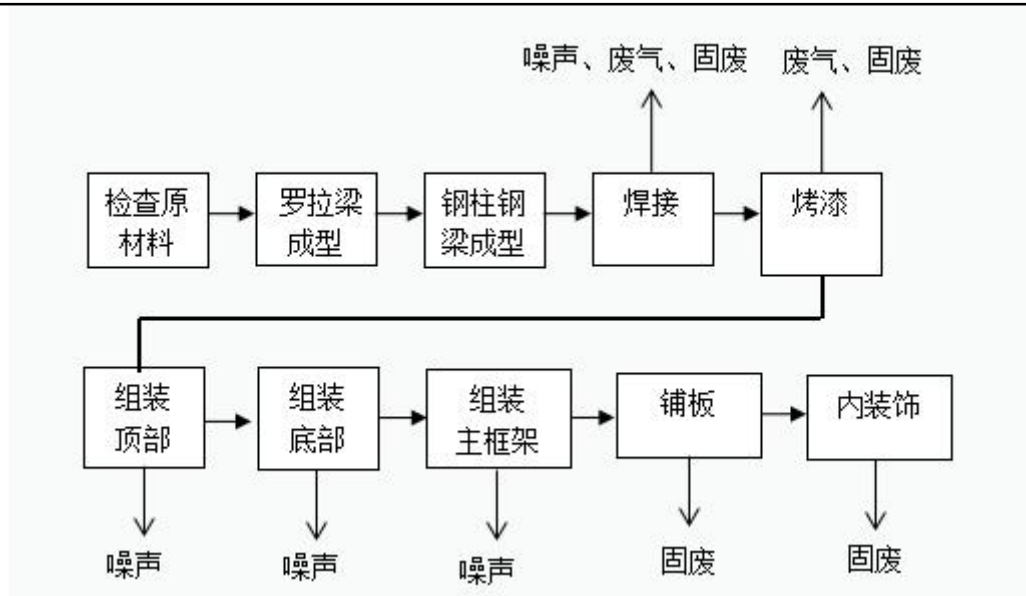 噪声、废气、固废
废气、固废
检查原
材料
罗拉梁
成型
钢柱钢
梁成型
焊接
烤漆
组装
顶部
组装
底部
组装
主框架
铺板
内装饰
噪声
噪声
噪声
固废
固废